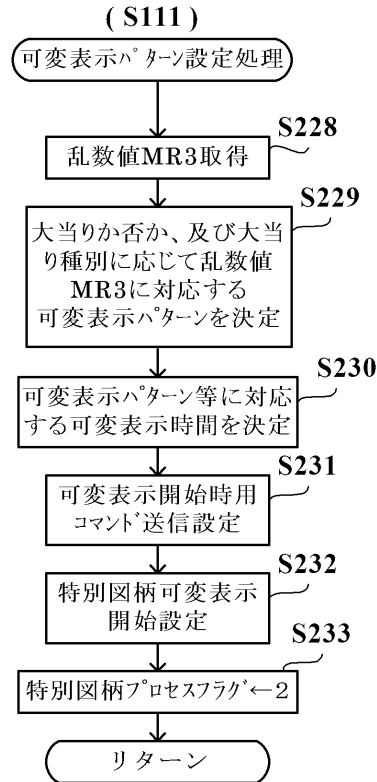 (S111)
可変表示ﾊﾟﾀｰﾝ設定処理
S228
乱数値MR3取得
S229
大当りか否か、及び大当
り種別に応じて乱数値
MR3に対応する
可変表示ﾊﾟﾀｰﾝを決定
S230
可変表示ﾊﾟﾀｰﾝ等に対応
する可変表示時間を決定
S231
可変表示開始時用
ｺﾏﾝﾄﾞ送信設定
S232
特別図柄可変表示
開始設定
S233
特別図柄ﾌﾟﾛｾｽﾌﾗｸﾞ←2
リターン